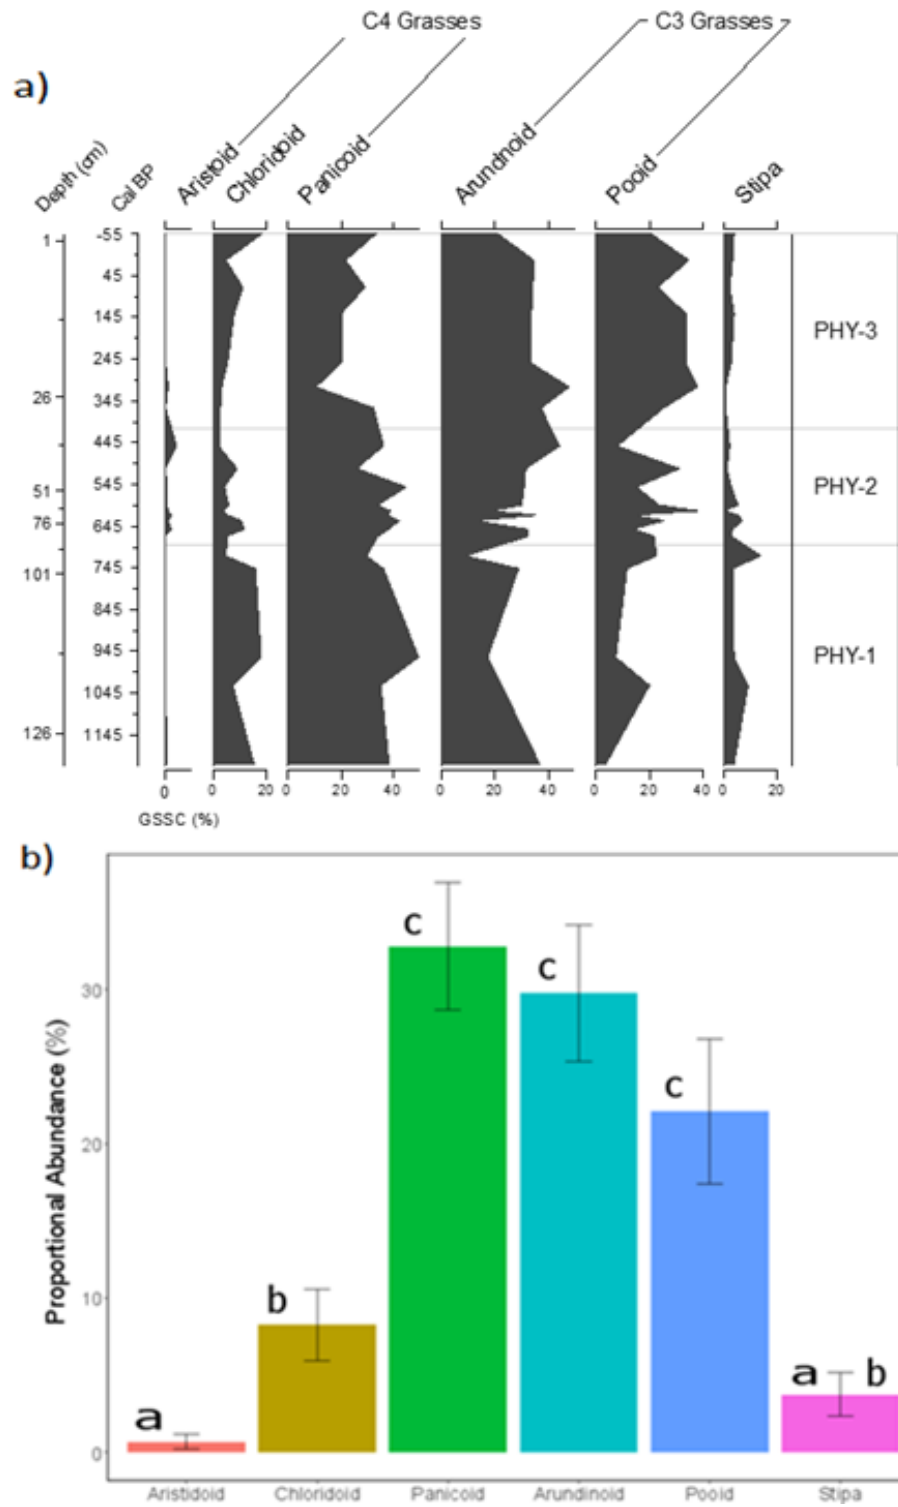 C4 Grasses C3 Grasses
a)
Depth (cm) Cal BP Aristoid Chloridoid Panicoid Arundnoid Pooid Stipa
1 -55
45
145
245
26 345
445
51 545
76 645
101 745
845
945
1045
126 1145
PHY-3
PHY-2
PHY-1
0 0 20 0 20 40 0 20 40 0 20 40 0 20
GSSC (%)
b)
Proportional Abundance (%)
30
20
10
0
a b c c c a b
Aristidoid Chloridoid Panicoid Arundinoid Pooid Stipa